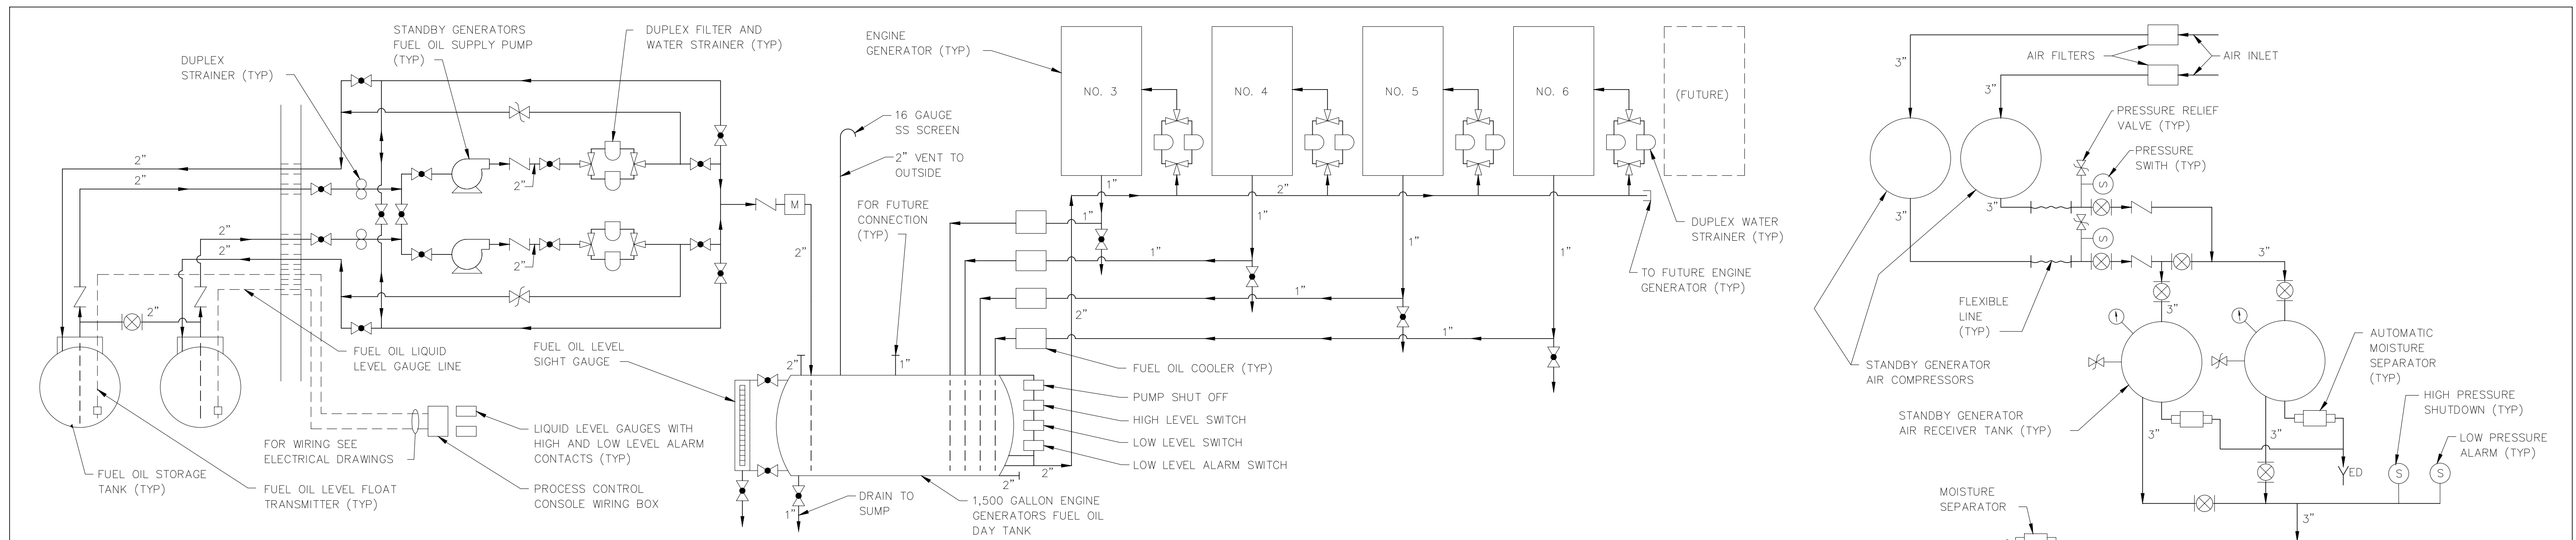 STANDBY GENERATORS
FUEL OIL SUPPLY PUMP
(TYP)
DUPLEX FILTER AND
WATER STRAINER (TYP)
DUPLEX
STRAINER (TYP)
2"
2"
2"
2"
2"
2"
2"
M
2"
FUEL OIL LIQUID
LEVEL GAUGE LINE
FUEL OIL STORAGE
TANK (TYP)
FUEL OIL LEVEL FLOAT
TRANSMITTER (TYP)
FOR WIRING SEE
ELECTRICAL DRAWINGS
LIQUID LEVEL GAUGES WITH
HIGH AND LOW LEVEL ALARM
CONTACTS (TYP)
PROCESS CONTROL
CONSOLE WIRING BOX
FUEL OIL LEVEL
SIGHT GAUGE
16 GAUGE
SS SCREEN
2" VENT TO
OUTSIDE
FOR FUTURE
CONNECTION
(TYP)
2"
1"
1"
DRAIN TO
SUMP
2"
2"
1,500 GALLON ENGINE
GENERATORS FUEL OIL
DAY TANK
ENGINE
GENERATOR (TYP)
NO. 3
NO. 4
NO. 5
NO. 6
(FUTURE)
1"
2"
1"
1"
1"
1"
1"
1"
1"
2"
1"
DUPLEX WATER
STRAINER (TYP)
TO FUTURE ENGINE
GENERATOR (TYP)
FUEL OIL COOLER (TYP)
PUMP SHUT OFF
HIGH LEVEL SWITCH
LOW LEVEL SWITCH
LOW LEVEL ALARM SWITCH
AIR FILTERS
AIR INLET
3"
3"
PRESSURE RELIEF
VALVE (TYP)
PRESSURE
SWITH (TYP)
S
S
3"
3"
3"
3"
FLEXIBLE
LINE
(TYP)
STANDBY GENERATOR
AIR COMPRESSORS
STANDBY GENERATOR
AIR RECEIVER TANK (TYP)
AUTOMATIC
MOISTURE
SEPARATOR
(TYP)
HIGH PRESSURE
SHUTDOWN (TYP)
LOW PRESSURE
ALARM (TYP)
3"
3"
ED
S
S
3"
MOISTURE
SEPARATOR